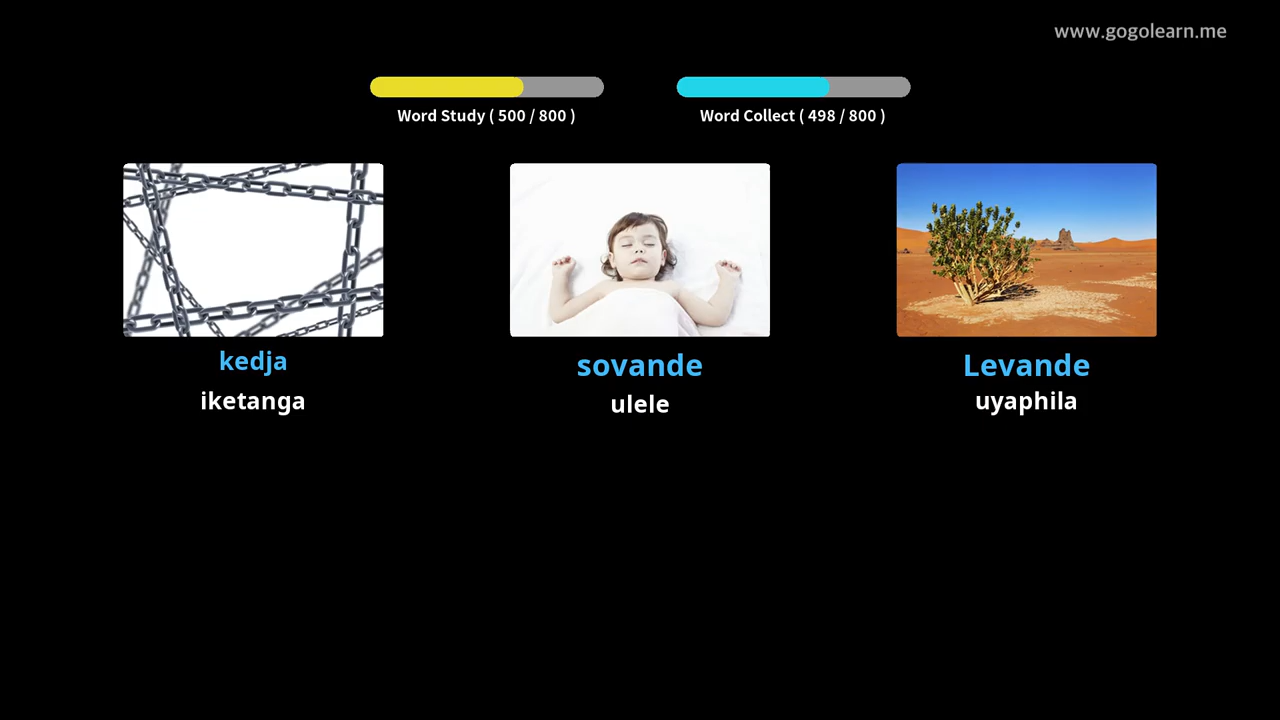 www.gogolearn.me
Word Study ( 500 / 800 )
Word Collect ( 498 / 800 )
kedja
iketanga
sovande
ulele
Levande
uyaphila